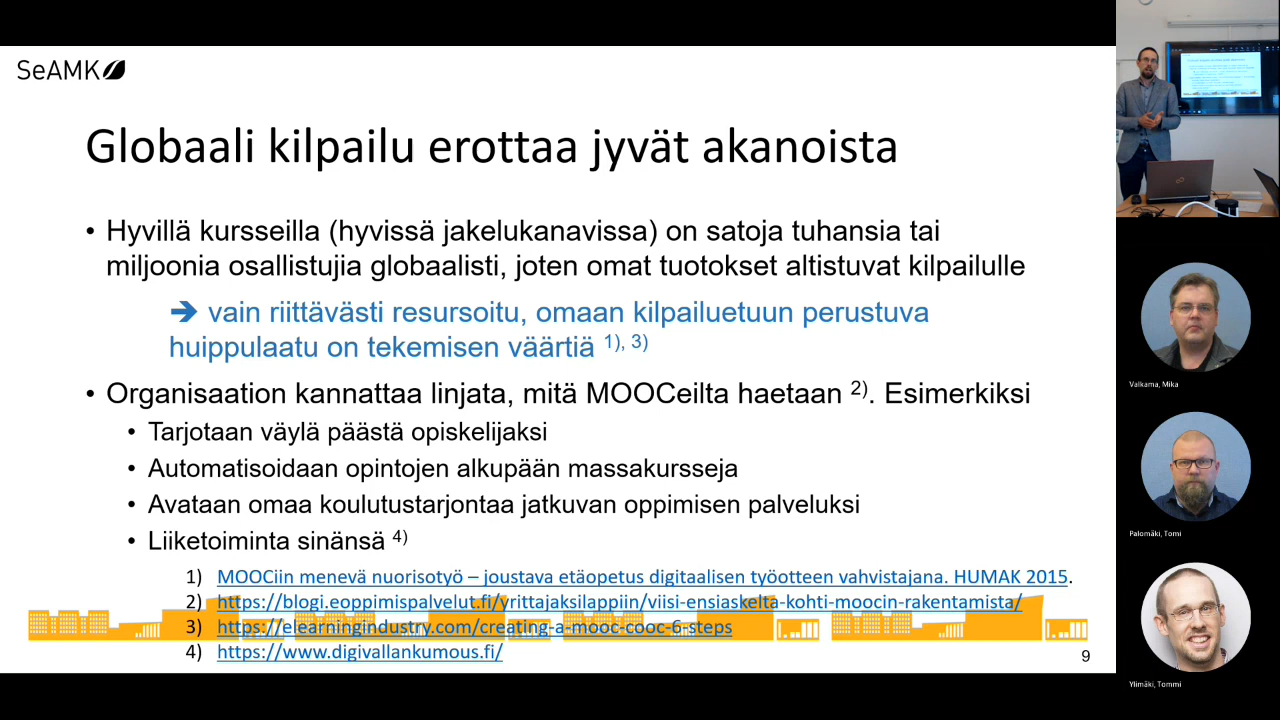 SeAMK
Globaali kilpailu erottaa jyvät akanoista
• Hyvillä kursseilla (hyvissä jakelukanavissa) on satoja tuhansia tai
miljoonia osallistujia globaalisti, joten omat tuotokset altistuvat kilpailulle
➔ vain riittävästi resursoitu, omaan kilpailuetuun perustuva
huippulaatu on tekemisen väärtiä 1), 3)
• Organisaation kannattaa linjata, mitä MOOCeilta haetaan 2). Esimerkiksi
• Tarjotaan väylä päästä opiskelijaksi
• Automatisoidaan opintojen alkupään massakursseja
• Avataan omaa koulutustarjontaa jatkuvan oppimisen palveluksi
• Liiketoiminta sinänsä 4)
1) MOOCiin menevä nuorisotyö – joustava etäopetus digitaalisen työotteen vahvistajana. HUMAK 2015.
2) https://blogi.eoppimispalvelut.fi/yrittajaksilappiin/viisi-ensiaskelta-kohti-moocin-rakentamista/
3) https://elearningindustry.com/creating-a-mooc-cooc-6-steps
4) https://www.digivallankumous.fi/
9
Valkama, Mika
Palomäki, Tomi
Ylimäki, Tommi